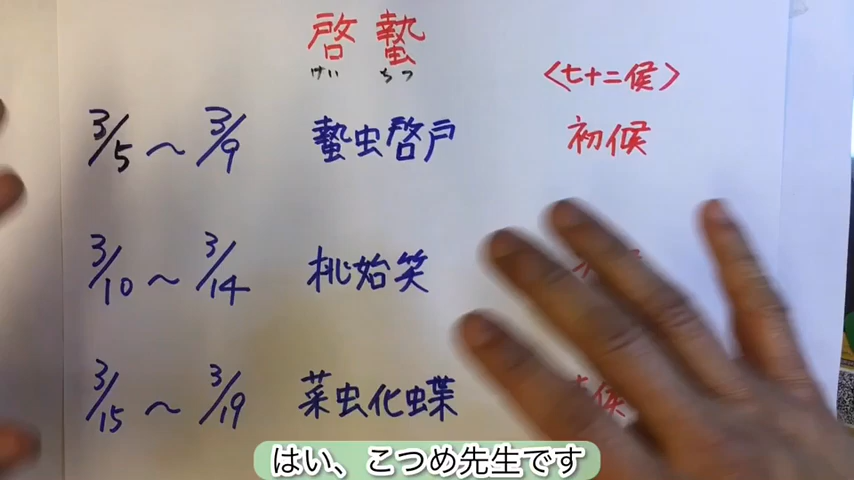 啓蟄
けい ちつ
〈七十二侯〉
3/5～3/9 蟄虫啓戸 初候
3/10～3/14 桃始笑
3/15～3/19 菜虫化蝶
はい、こつめ先生です